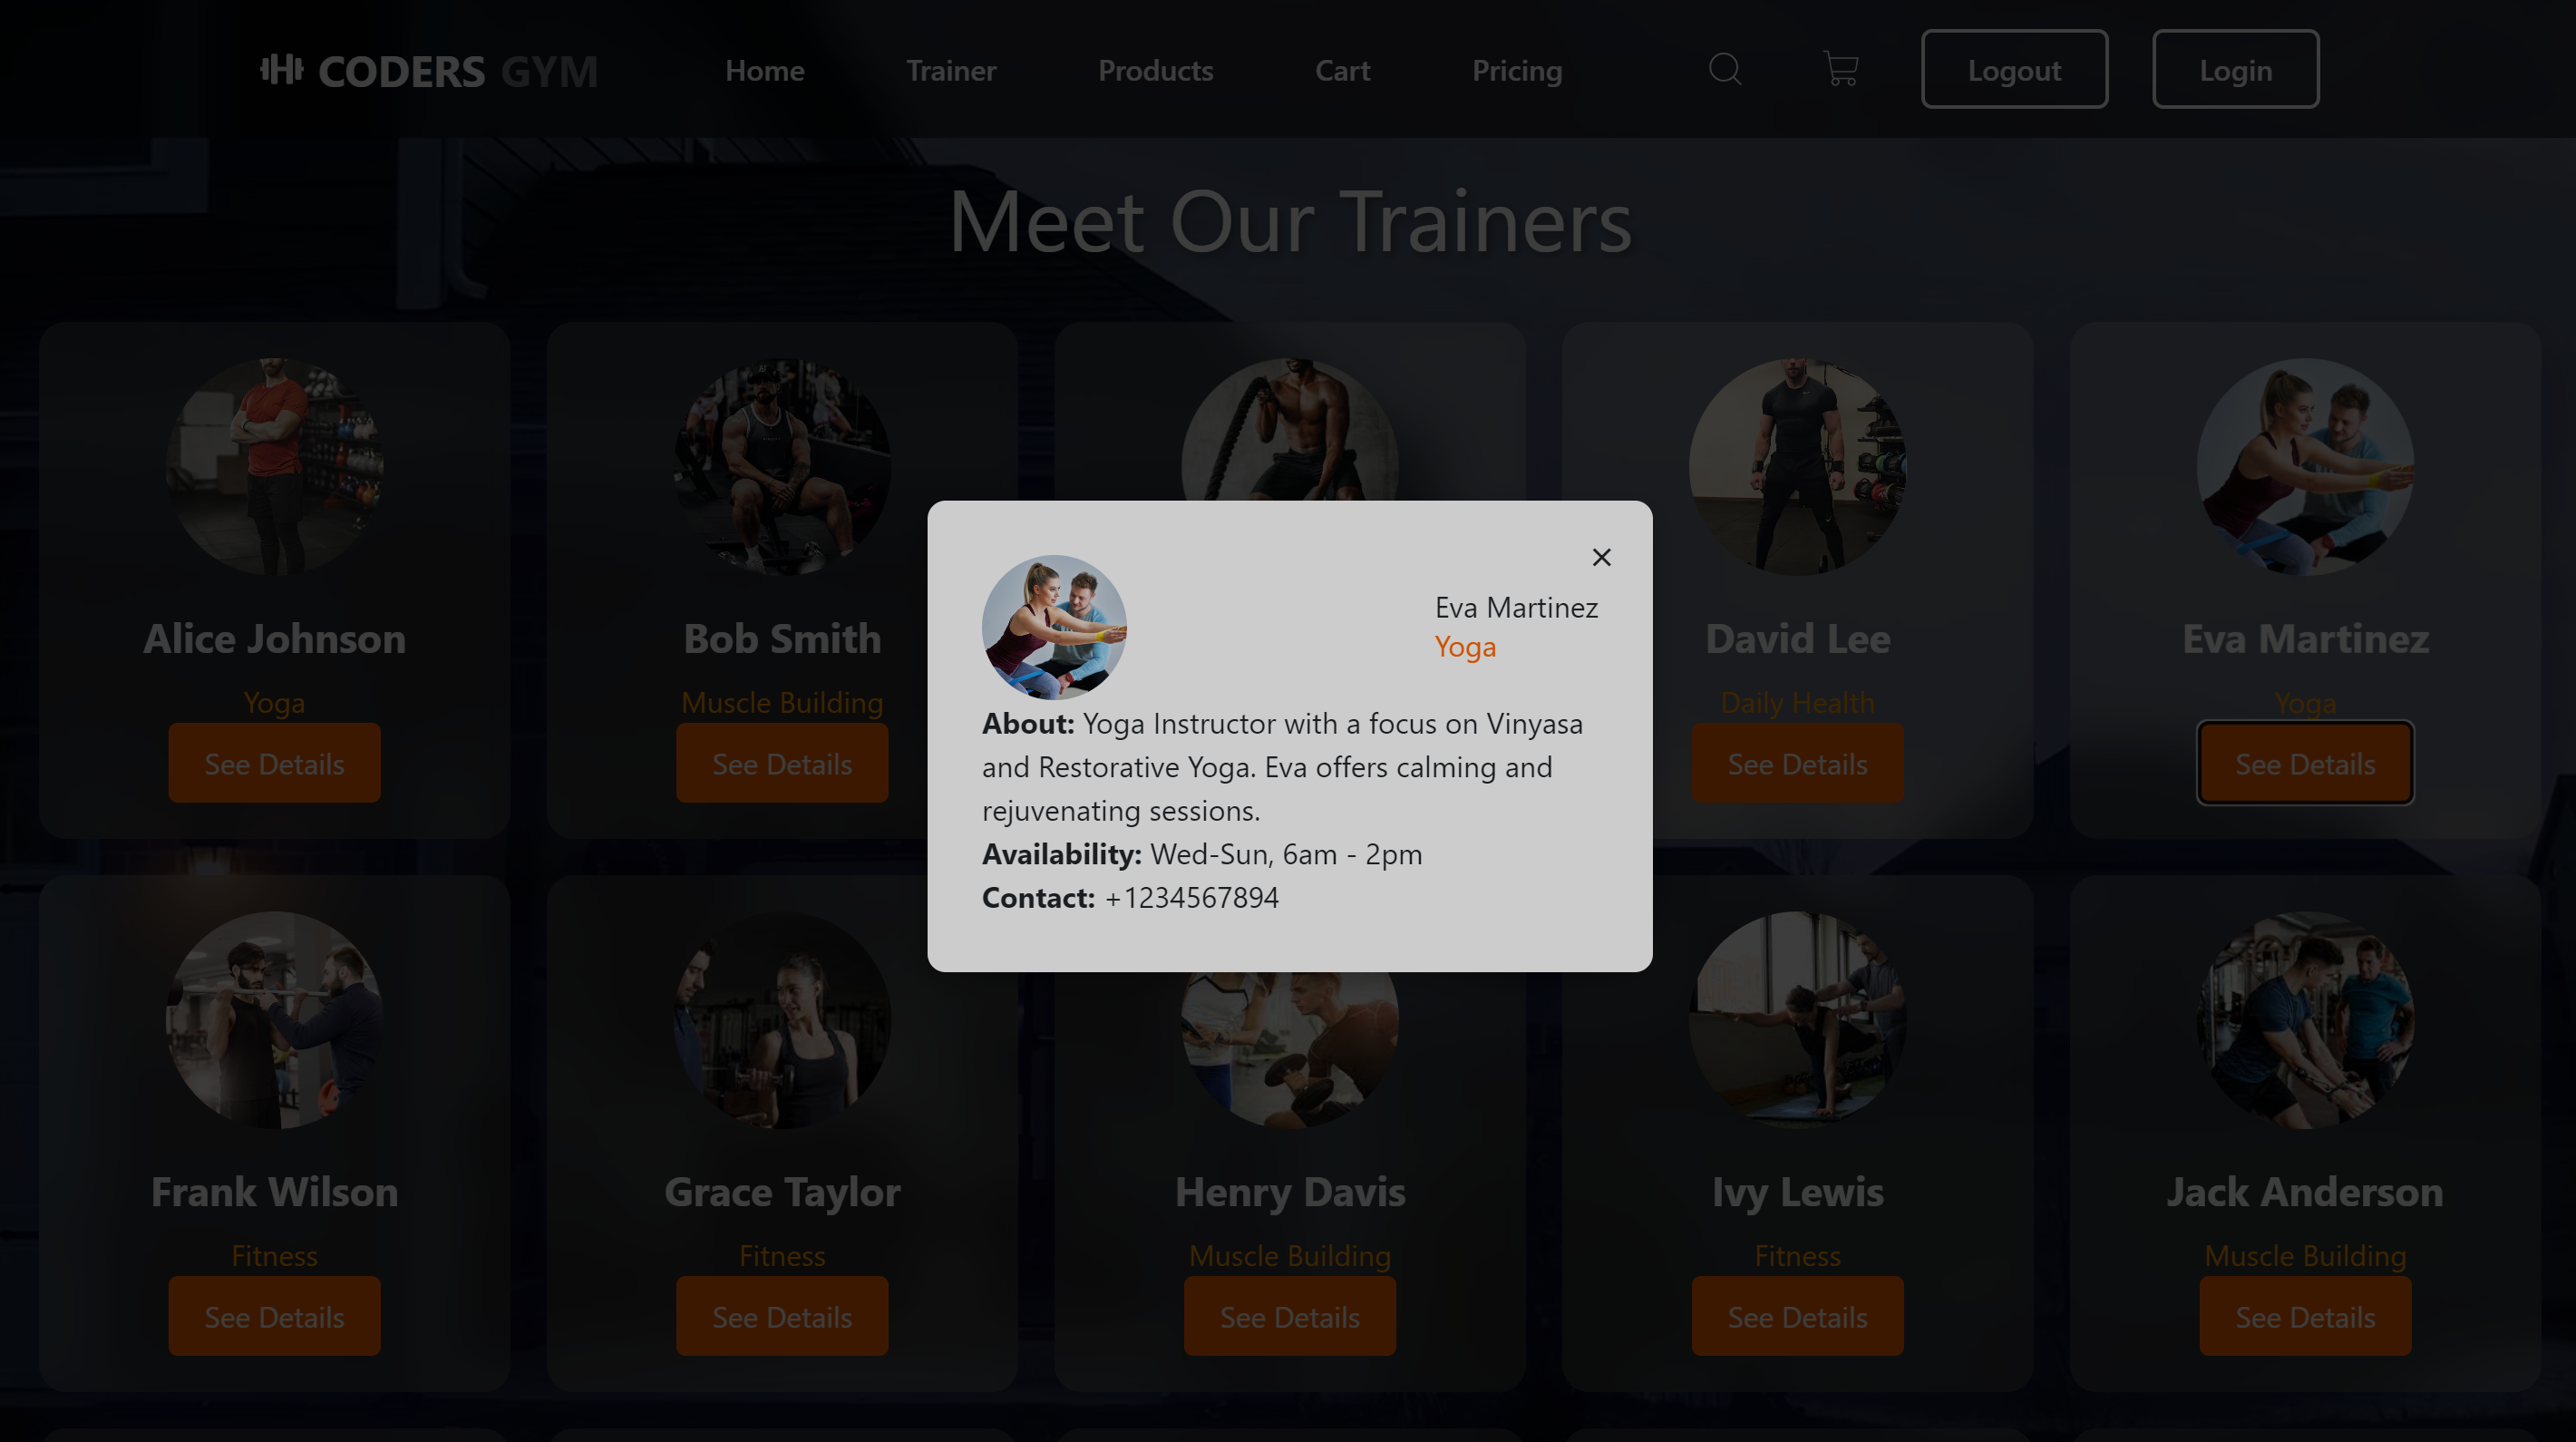 CODERS GYM
Home
Trainer
Products
Cart
Pricing
Logout
Login
Meet Our Trainers
Alice Johnson
Yoga
See Details
Bob Smith
Muscle Building
See Details
David Lee
Daily Health
See Details
Eva Martinez
Yoga
See Details
Eva Martinez
Yoga
About: Yoga Instructor with a focus on Vinyasa
and Restorative Yoga. Eva offers calming and
rejuvenating sessions.
Availability: Wed-Sun, 6am - 2pm
Contact: +1234567894
Frank Wilson
Fitness
See Details
Grace Taylor
Fitness
See Details
Henry Davis
Muscle Building
See Details
Ivy Lewis
Fitness
See Details
Jack Anderson
Muscle Building
See Details